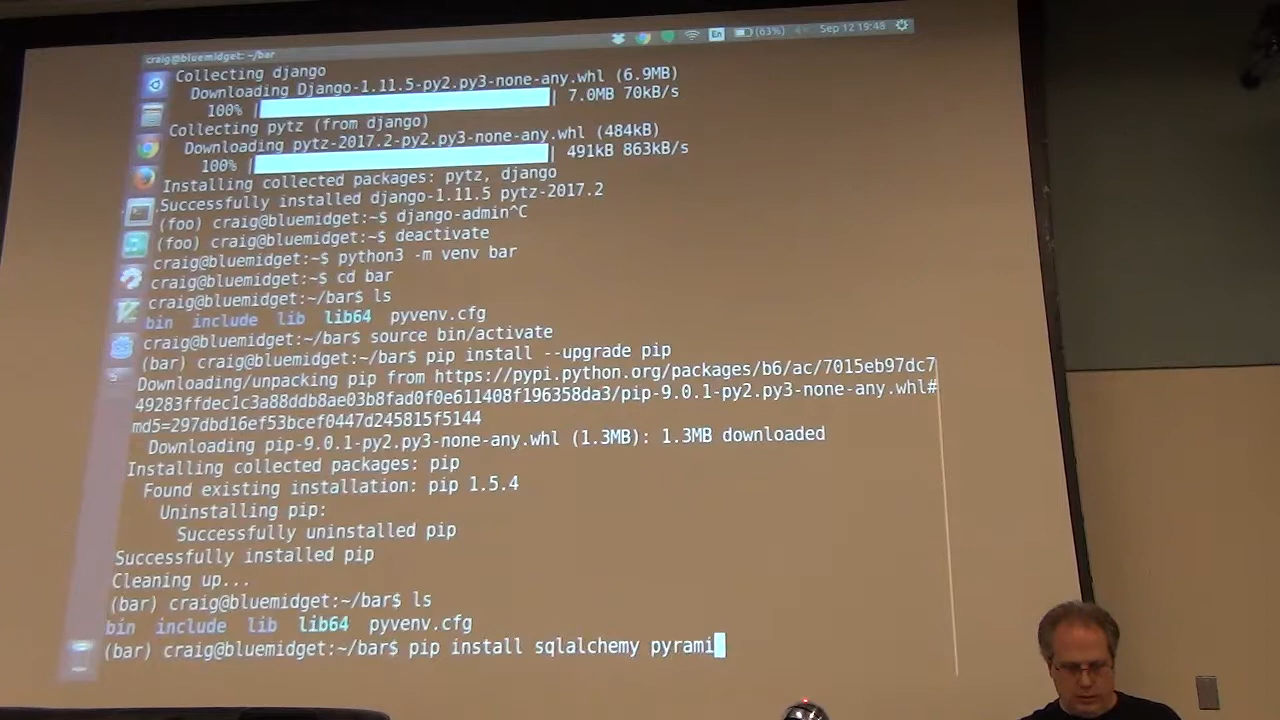 craig@bluemidget: ~/bar
En (63%) Sep 12 19:48
Collecting django
Downloading Django-1.11.5-py2.py3-none-any.whl (6.9MB)
100% | | 7.0MB 70kB/s
Collecting pytz (from django)
Downloading pytz-2017.2-py2.py3-none-any.whl (484kB)
100% | | 491kB 863kB/s
Installing collected packages: pytz, django
Successfully installed django-1.11.5 pytz-2017.2
(foo) craig@bluemidget:~$ django-admin^C
(foo) craig@bluemidget:~$ deactivate
craig@bluemidget:~$ python3 -m venv bar
craig@bluemidget:~$ cd bar
craig@bluemidget:~/bar$ ls
bin include lib lib64 pyvenv.cfg
craig@bluemidget:~/bar$ source bin/activate
(bar) craig@bluemidget:~/bar$ pip install --upgrade pip
Downloading/unpacking pip from https://pypi.python.org/packages/b6/ac/7015eb97dc7
49283ffdec1c3a88ddb8ae03b8fad0f0e611408f196358da3/pip-9.0.1-py2.py3-none-any.whl#
md5=297dbd16ef53bcef0447d245815f5144
Downloading pip-9.0.1-py2.py3-none-any.whl (1.3MB): 1.3MB downloaded
Installing collected packages: pip
Found existing installation: pip 1.5.4
Uninstalling pip:
Successfully uninstalled pip
Successfully installed pip
Cleaning up...
(bar) craig@bluemidget:~/bar$ ls
bin include lib lib64 pyvenv.cfg
(bar) craig@bluemidget:~/bar$ pip install sqlalchemy pyrami